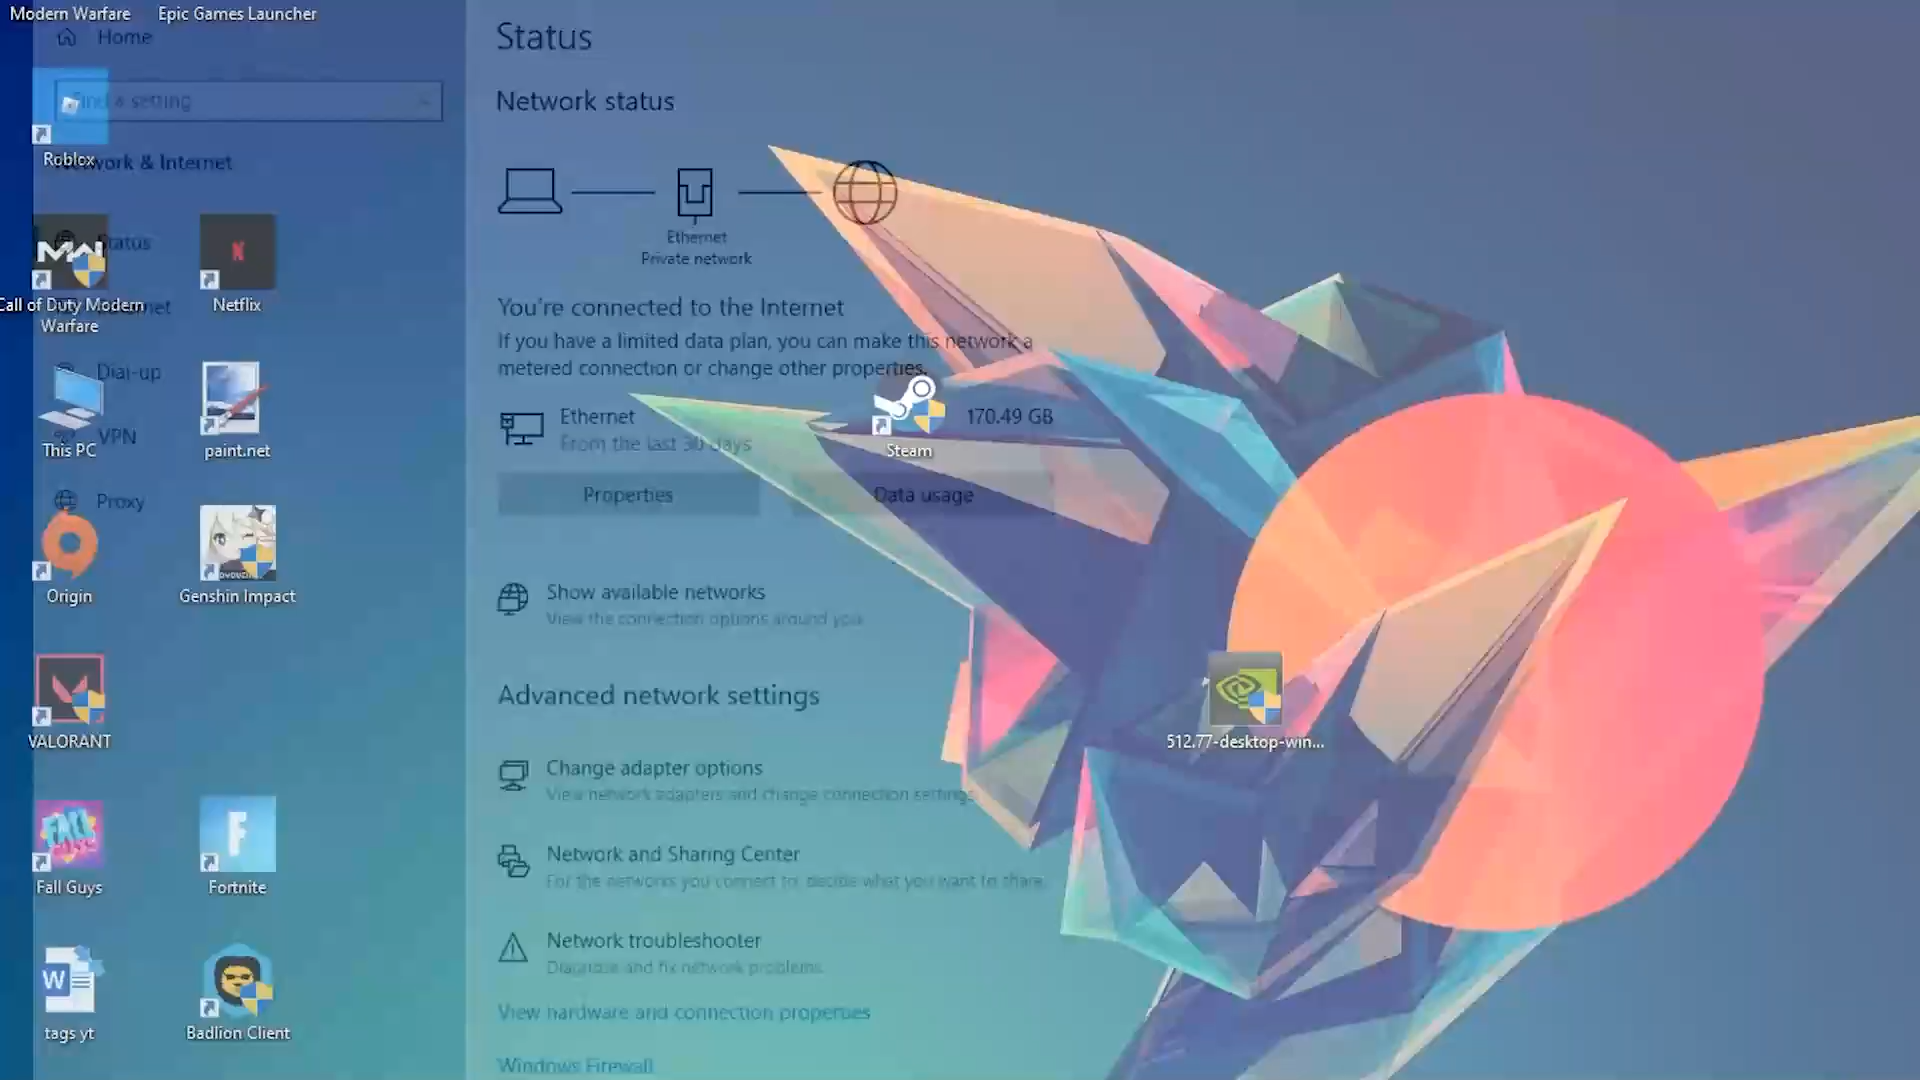 Modern Warfare
Epic Games Launcher
Home
Find a setting
Roblox
Network & Internet
Status
Call of Duty Modern
Warfare
Netflix
Dial-up
VPN
This PC
paint.net
Proxy
Origin
Genshin Impact
VALORANT
Fall Guys
Fortnite
tags yt
Badlion Client
Status
Network status
Ethernet
Private network
You're connected to the Internet
If you have a limited data plan, you can make this network a
metered connection or change other properties.
Ethernet
From the last 30 days
170.49 GB
Steam
Properties
Data usage
Show available networks
View the connection options around you.
Advanced network settings
512.77-desktop-win...
Change adapter options
View network adapters and change connection settings.
Network and Sharing Center
For the networks you connect to, decide what you want to share.
Network troubleshooter
Diagnose and fix network problems.
View hardware and connection properties
Windows Firewall